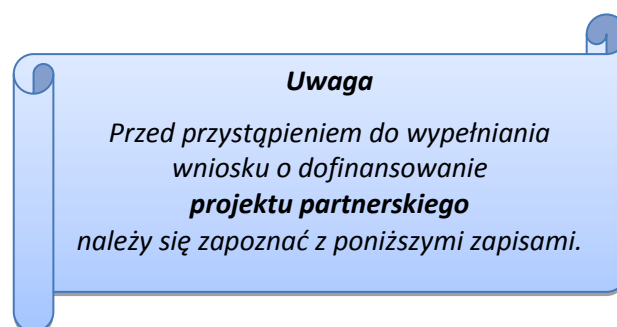 Uwaga
Przed przystąpieniem do wypełniania
wniosku o dofinansowanie
projektu partnerskiego
należy się zapoznać z poniższymi zapisami.